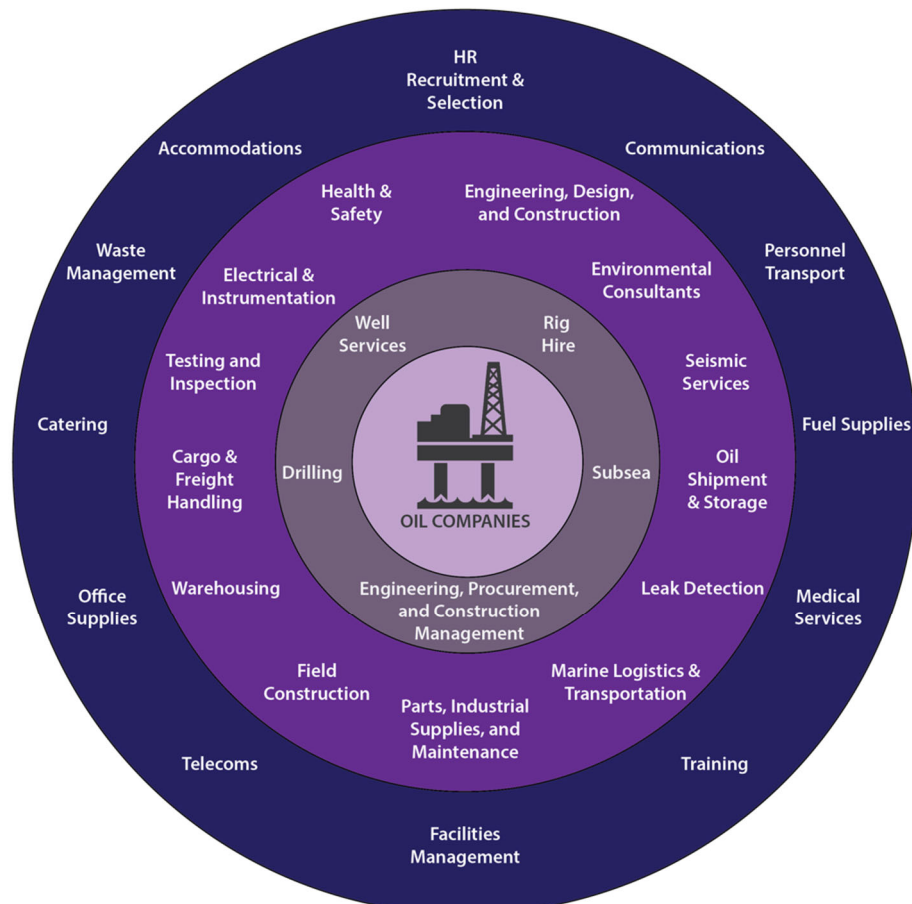 HR
Recruitment &
Selection
Accommodations
Communications
Health &
Safety
Engineering, Design,
and Construction
Waste
Management
Personnel
Transport
Electrical &
Instrumentation
Environmental
Consultants
Well
Services
Rig
Hire
Testing and
Inspection
Seismic
Services
Catering
Fuel Supplies
Cargo &
Freight
Handling
Drilling
Subsea
Oil
Shipment
& Storage
OIL COMPANIES
Office
Supplies
Warehousing
Engineering, Procurement,
and Construction
Management
Leak Detection
Medical
Services
Field
Construction
Marine Logistics &
Transportation
Parts, Industrial
Supplies, and
Maintenance
Telecoms
Training
Facilities
Management